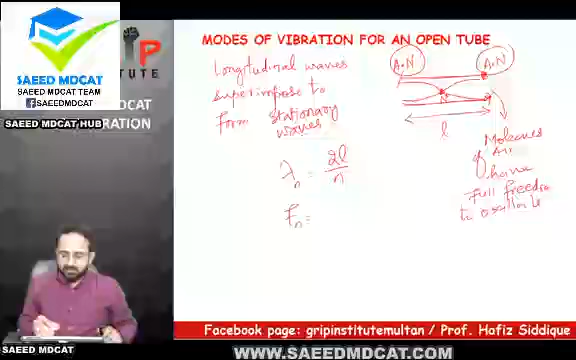 SAEED MDCAT
SAEED MDCAT TEAM
f SAEEDMDCAT
SAEED MDCAT HUB
MODES OF VIBRATION FOR AN OPEN TUBE
Longitudinal waves
superimpose to
form stationary
waves
A.N
A.N
N
l
λn = 2l/n
Fn =
Molecules
of Air
have
Full freedom
to oscillate
Facebook page: gripinstitutemultan / Prof. Hafiz Siddique
WWW.SAEEDMDCAT.COM